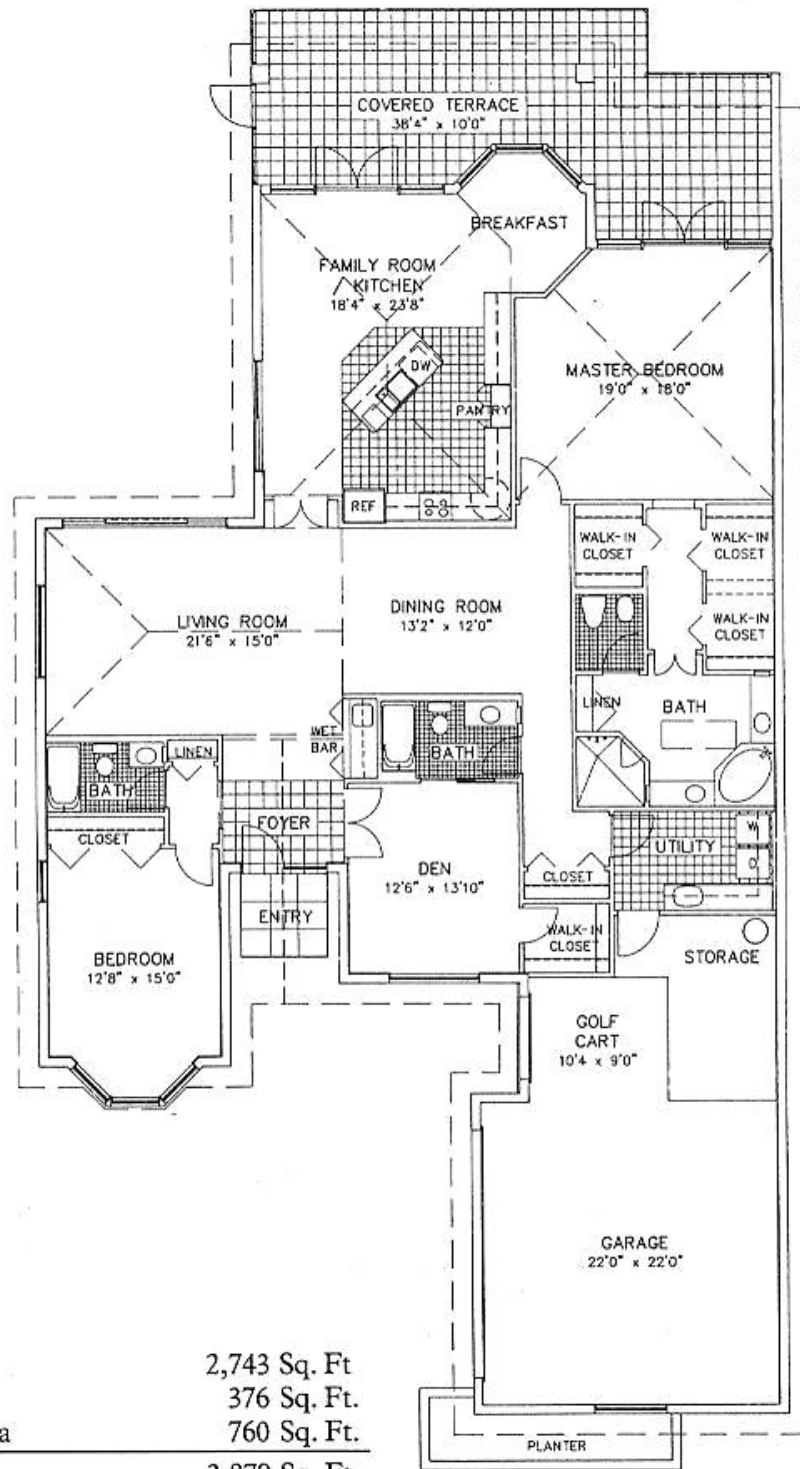 COVERED TERRACE
38'4" x 10'0"
BREAKFAST
FAMILY ROOM
KITCHEN
18'4" x 23'8"
DW
PANTRY
MASTER BEDROOM
19'0" x 18'0"
REF
WALK-IN
CLOSET
WALK-IN
CLOSET
LIVING ROOM
21'6" x 15'0"
DINING ROOM
13'2" x 12'0"
WALK-IN
CLOSET
LINEN
BATH
WET
BAR
BATH
LINEN
BATH
CLOSET
FOYER
DEN
12'6" x 13'10"
CLOSET
UTILITY
W
D
ENTRY
WALK-IN
CLOSET
STORAGE
BEDROOM
12'8" x 15'0"
GOLF
CART
10'4 x 9'0"
GARAGE
22'0" x 22'0"
PLANTER
2,743 Sq. Ft
376 Sq. Ft.
a 760 Sq. Ft.